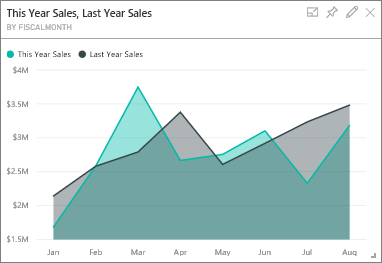 This Year Sales, Last Year Sales
BY FISCALMONTH
This Year Sales Last Year Sales
$4M
$3.5M
$3M
$2.5M
$2M
$1.5M
Jan Feb Mar Apr May Jun Jul Aug